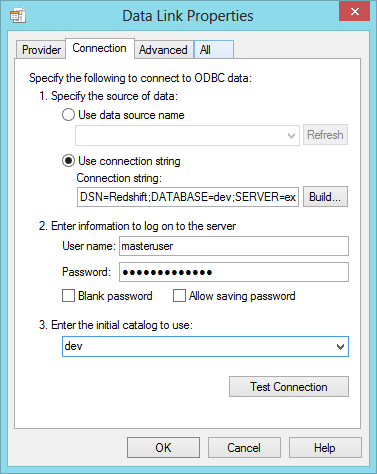 Data Link Properties
Provider Connection Advanced All
Specify the following to connect to ODBC data:
1. Specify the source of data:
Use data source name
Refresh
Use connection string
Connection string:
DSN=Redshift;DATABASE=dev;SERVER=ex Build...
2. Enter information to log on to the server
User name: masteruser
Password: •••••••••••••
Blank password Allow saving password
3. Enter the initial catalog to use:
dev
Test Connection
OK Cancel Help